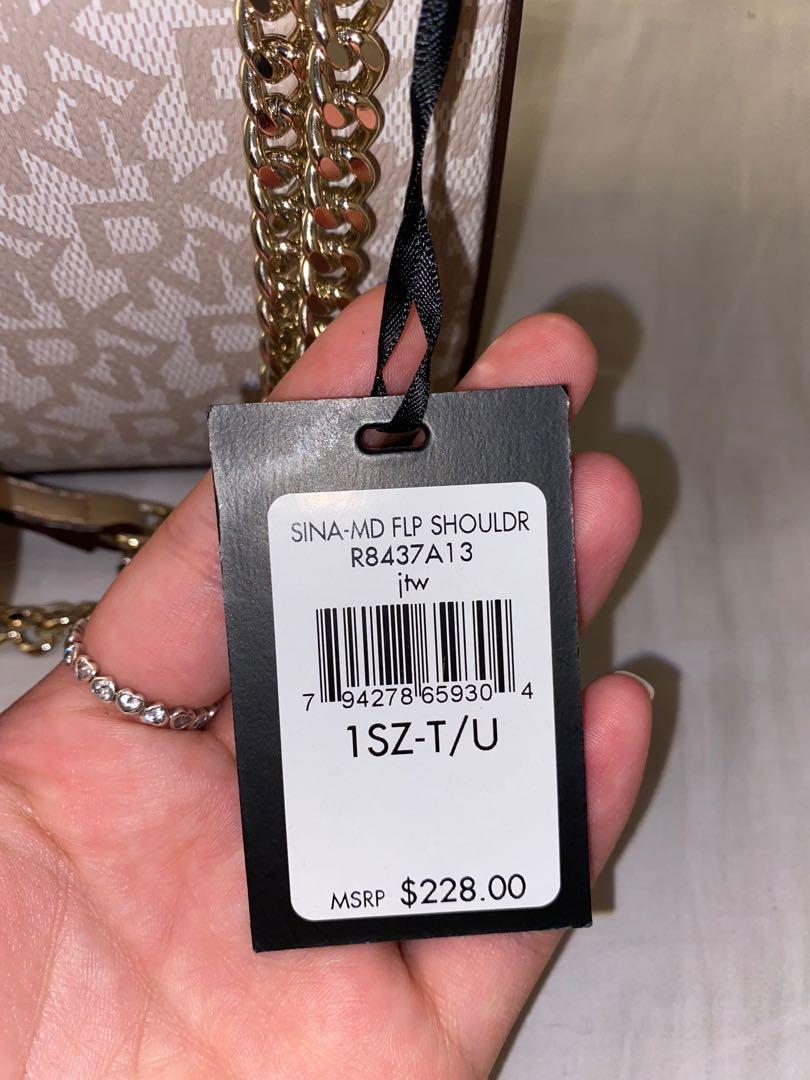 SINA-MD FLP SHOULDR
R8437A13
jtw
7 94278 65930 4
1SZ-T/U
MSRP $228.00